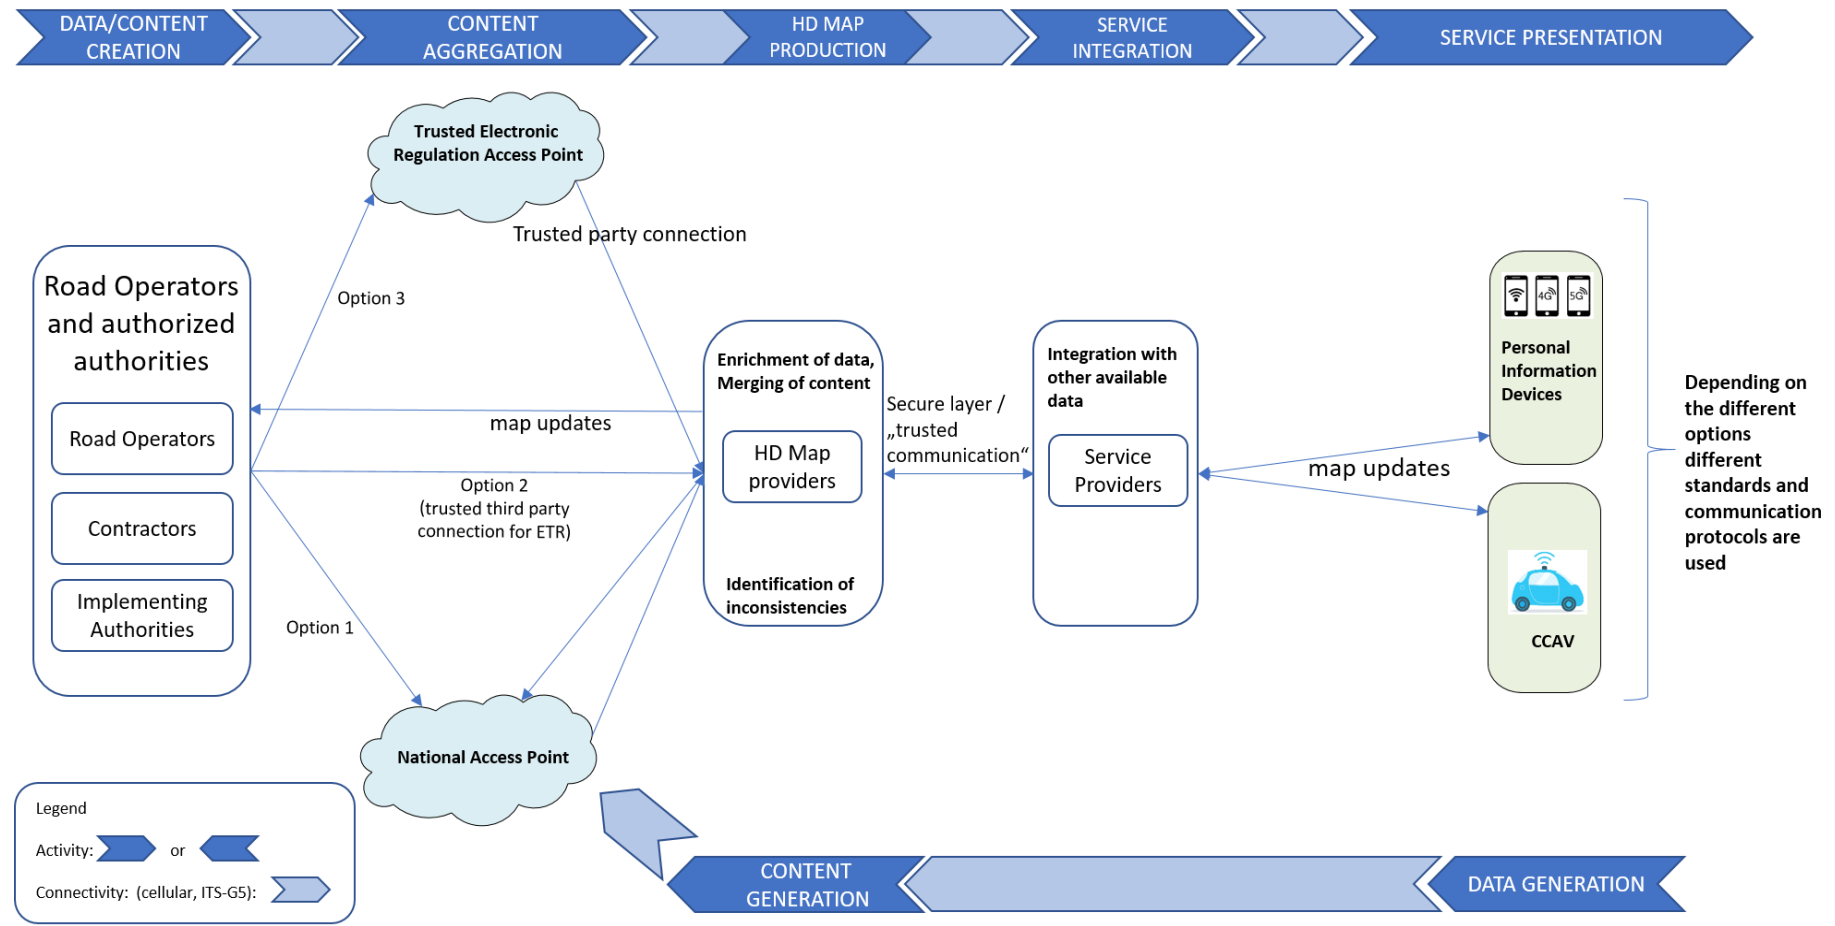 DATA/CONTENT
CREATION
CONTENT
AGGREGATION
HD MAP
PRODUCTION
SERVICE
INTEGRATION
SERVICE PRESENTATION
Trusted Electronic
Regulation Access Point
Trusted party connection
Road Operators
and authorized
authorities
Road Operators
Contractors
Implementing
Authorities
Option 3
map updates
Option 2
(trusted third party
connection for ETR)
Option 1
National Access Point
Enrichment of data,
Merging of content
HD Map
providers
Identification of
inconsistencies
Secure layer /
„trusted
communication“
Integration with
other available
data
Service
Providers
map updates
4G
5G
Personal
Information
Devices
CCAV
Depending on
the different
options
different
standards and
communication
protocols are
used
Legend
Activity:
or
Connectivity: (cellular, ITS-G5):
CONTENT
GENERATION
DATA GENERATION